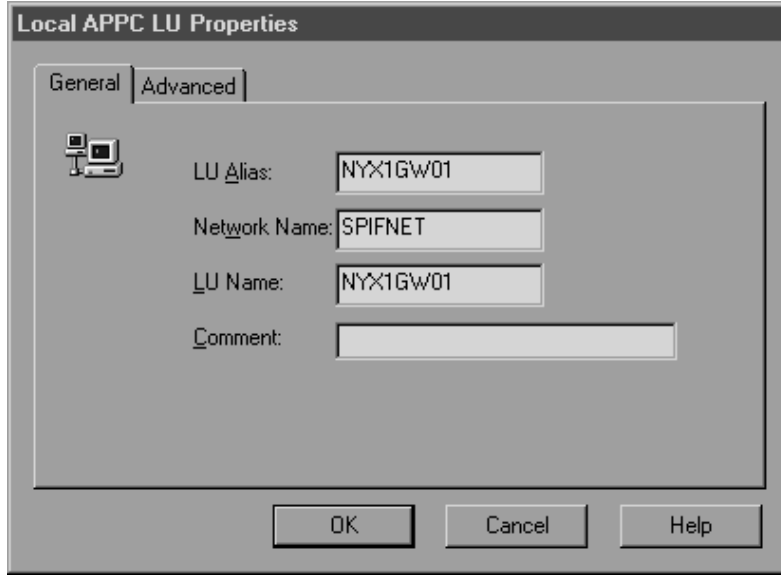 Local APPC LU Properties
General Advanced
LU Alias: NYX1GW01
Network Name: SPIFNET
LU Name: NYX1GW01
Comment:
OK Cancel Help